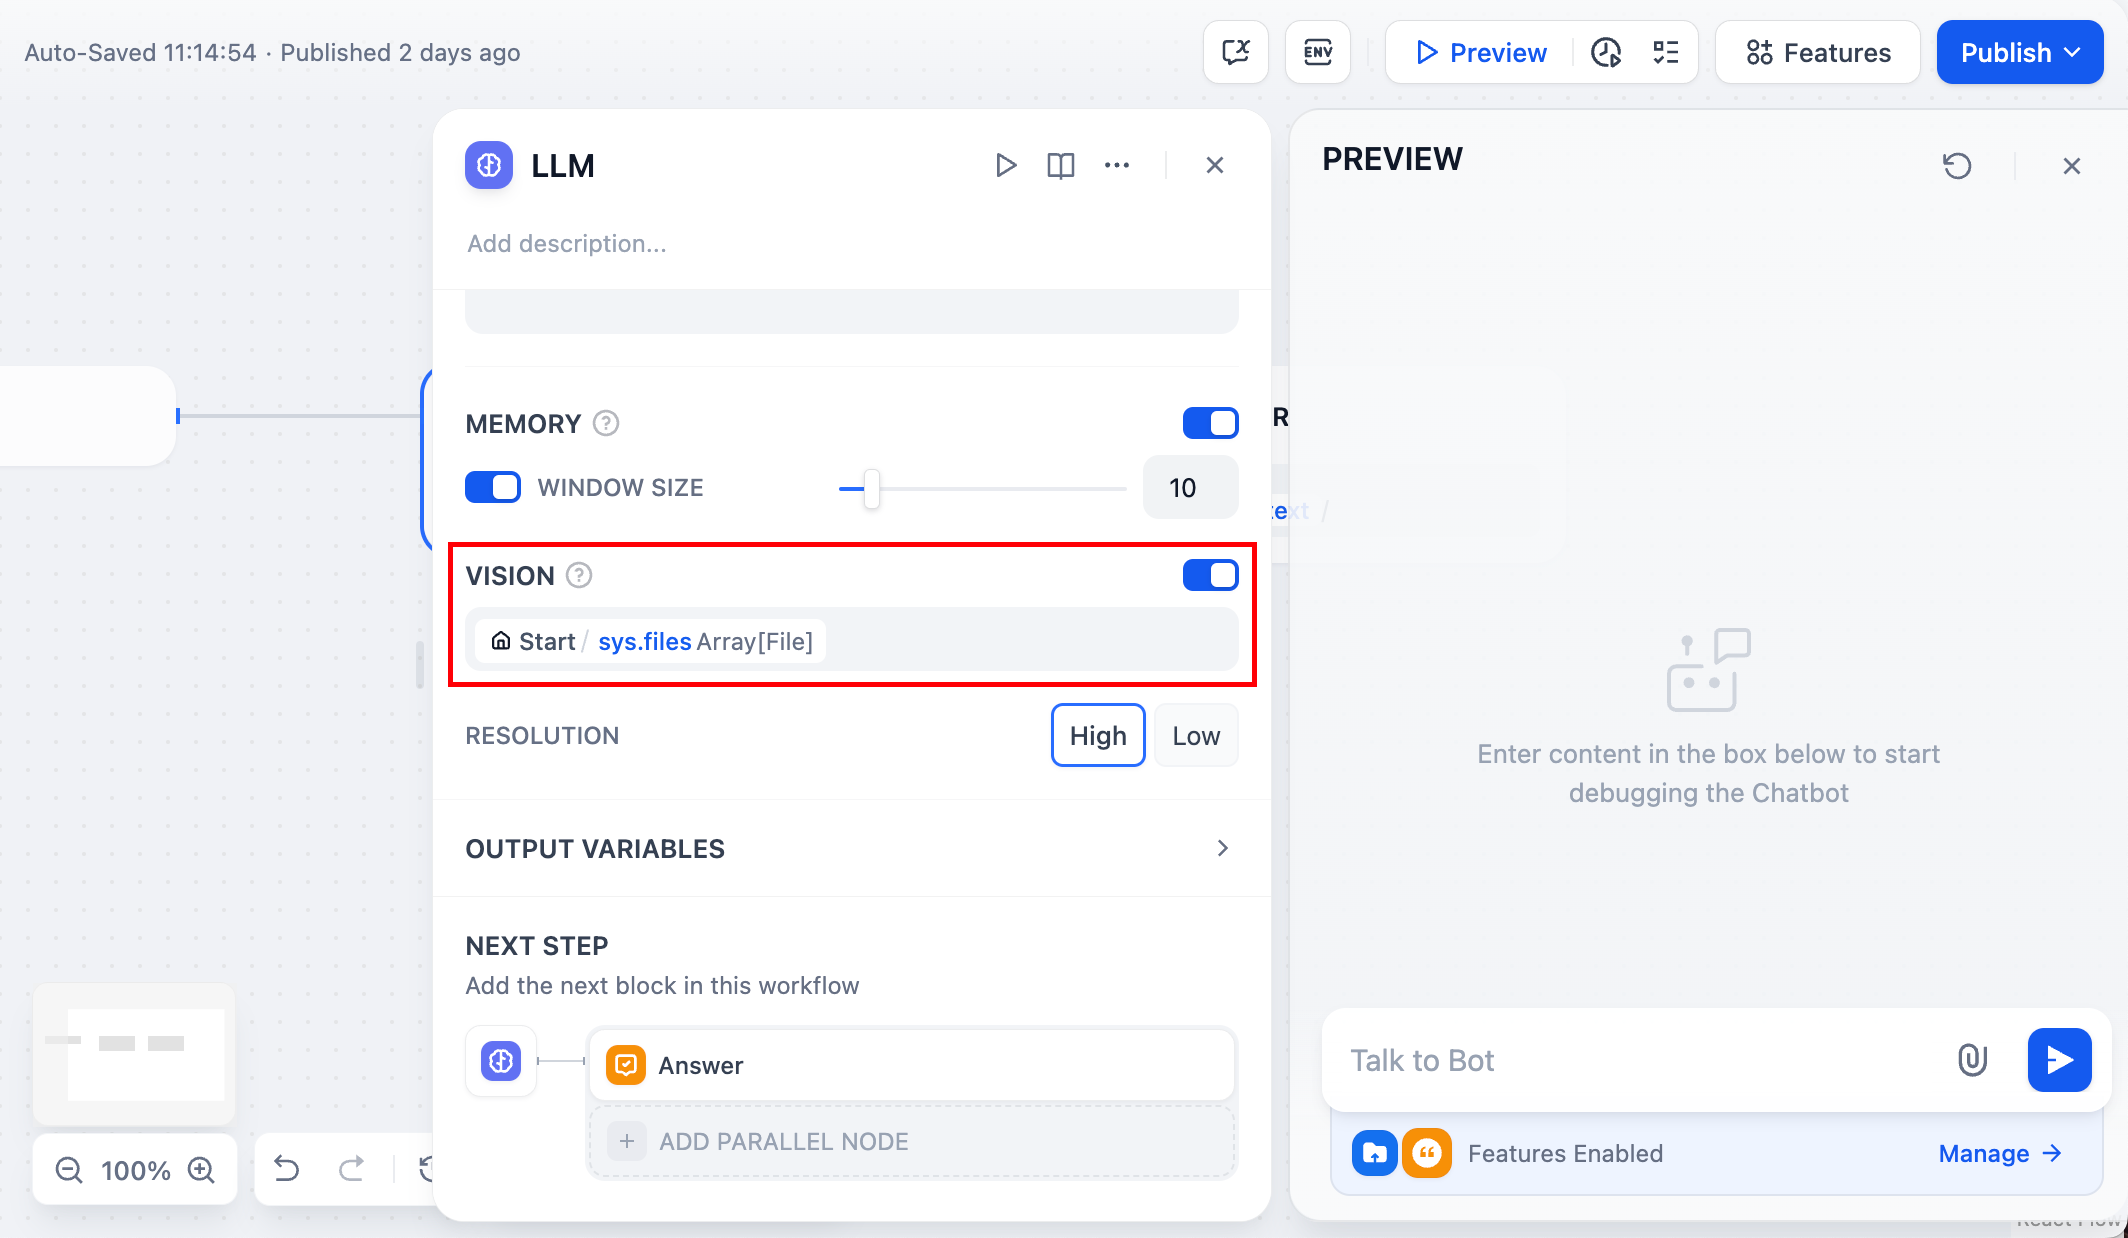 Auto-Saved 11:14:54 · Published 2 days ago
ENV
Preview
Features
Publish
LLM
Add description...
MEMORY
WINDOW SIZE
10
VISION
Start / sys.files Array[File]
RESOLUTION
High
Low
OUTPUT VARIABLES
NEXT STEP
Add the next block in this workflow
Answer
ADD PARALLEL NODE
100%
R
text /
PREVIEW
Enter content in the box below to start
debugging the Chatbot
Talk to Bot
Features Enabled
Manage
React Flow